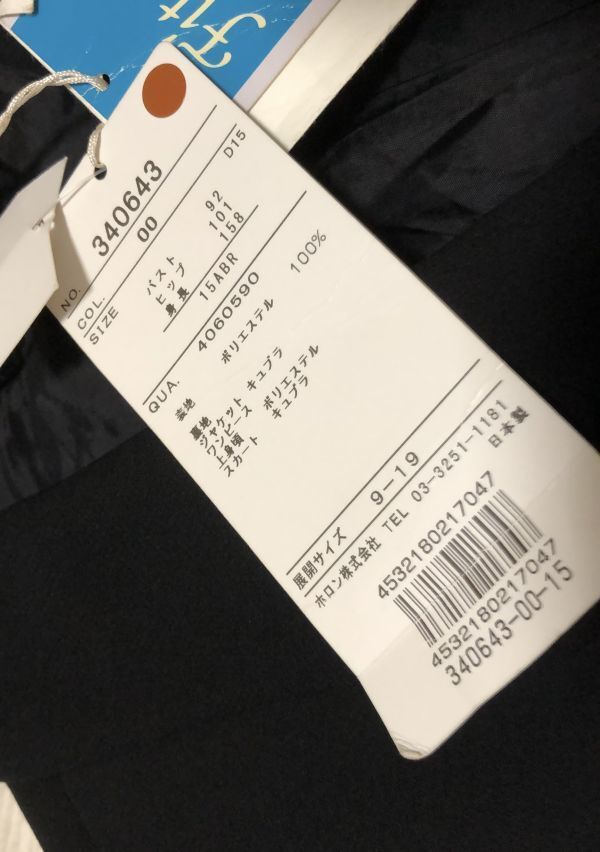 NO. 340643
COL. 00 D15
SIZE バスト 92
ヒップ 101
身長 158
15ABR
QUA. 4060590
表地 ポリエステル 100%
裏地
ジャケット キュプラ
ワンピース
上身頃 ポリエステル
スカート キュプラ
展開サイズ 9-19
ホロン株式会社 TEL 03-3251-1181
日本製
4532180217047
4532180217047
340643-00-15